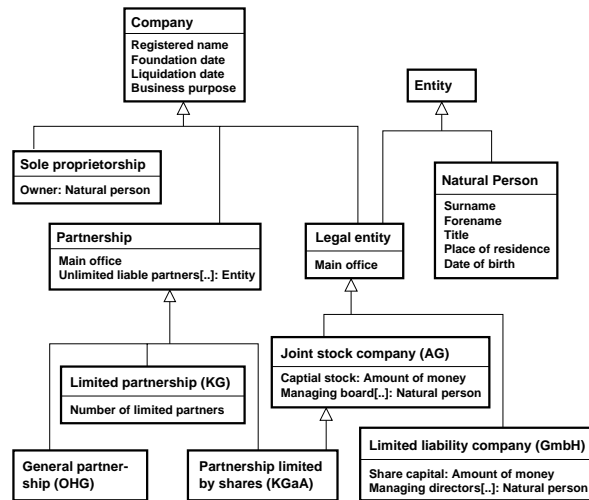 Company
Registered name
Foundation date
Liquidation date
Business purpose
Entity
Sole proprietorship
Owner: Natural person
Natural Person
Surname
Forename
Title
Place of residence
Date of birth
Partnership
Main office
Unlimited liable partners[..]: Entity
Legal entity
Main office
Joint stock company (AG)
Captial stock: Amount of money
Managing board[..]: Natural person
Limited partnership (KG)
Number of limited partners
Limited liability company (GmbH)
Share capital: Amount of money
Managing directors[..]: Natural person
General partner-
ship (OHG)
Partnership limited
by shares (KGaA)